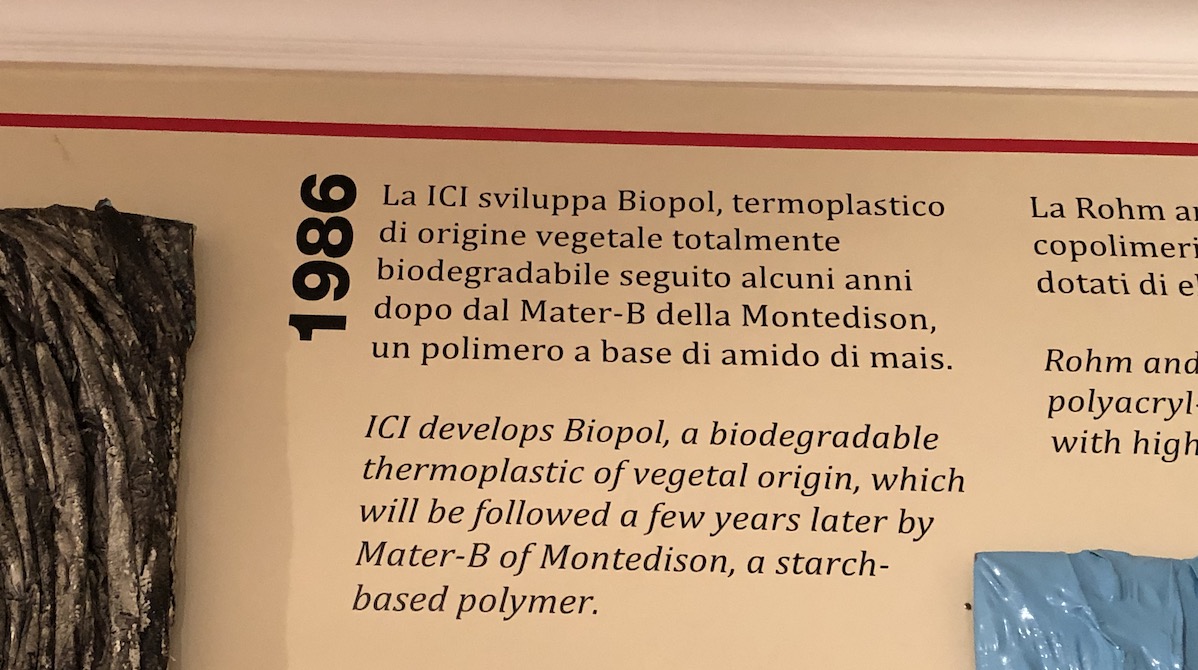 1986
La ICI sviluppa Biopol, termoplastico
di origine vegetale totalmente
biodegradabile seguito alcuni anni
dopo dal Mater-B della Montedison,
un polimero a base di amido di mais.
ICI develops Biopol, a biodegradable
thermoplastic of vegetal origin, which
will be followed a few years later by
Mater-B of Montedison, a starch-
based polymer.
La Rohm
copolimeri
dotati di
Rohm and
polyacryl-
with high